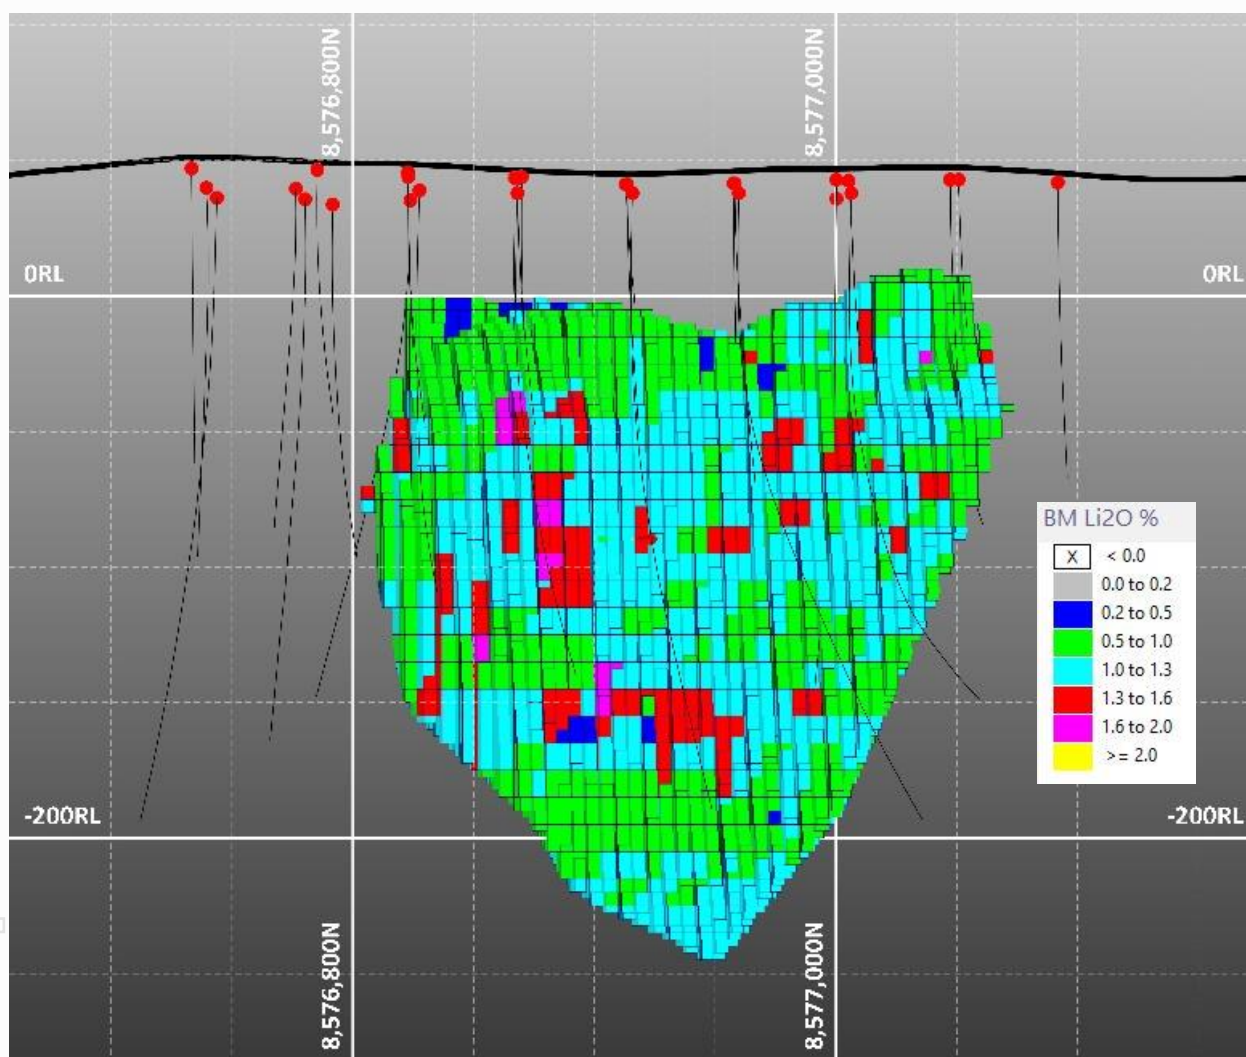 8,576,800N
8,577,000N
0RL
0RL
BM Li2O %
X < 0.0
0.0 to 0.2
0.2 to 0.5
0.5 to 1.0
1.0 to 1.3
1.3 to 1.6
1.6 to 2.0
>= 2.0
-200RL
-200RL
8,576,800N
8,577,000N